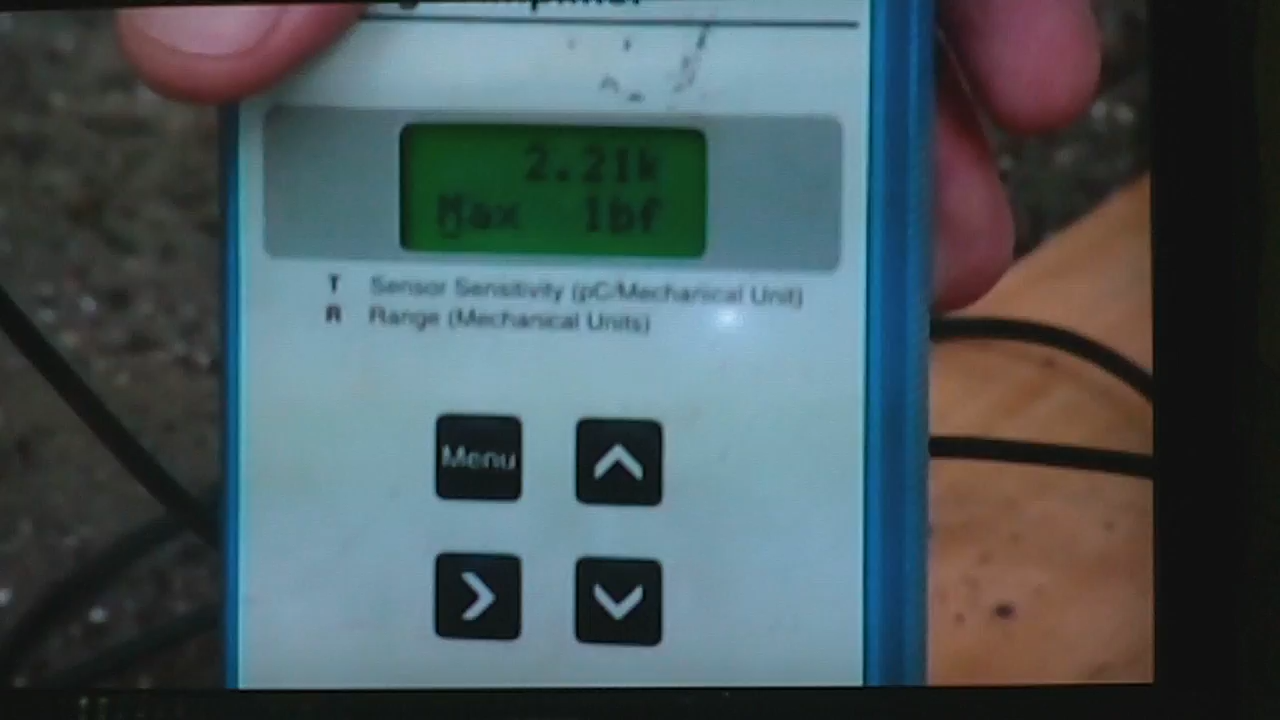 2.21k
Max lbf
T Sensor Sensitivity (pC/Mechanical Unit)
R Range (Mechanical Units)
Menu